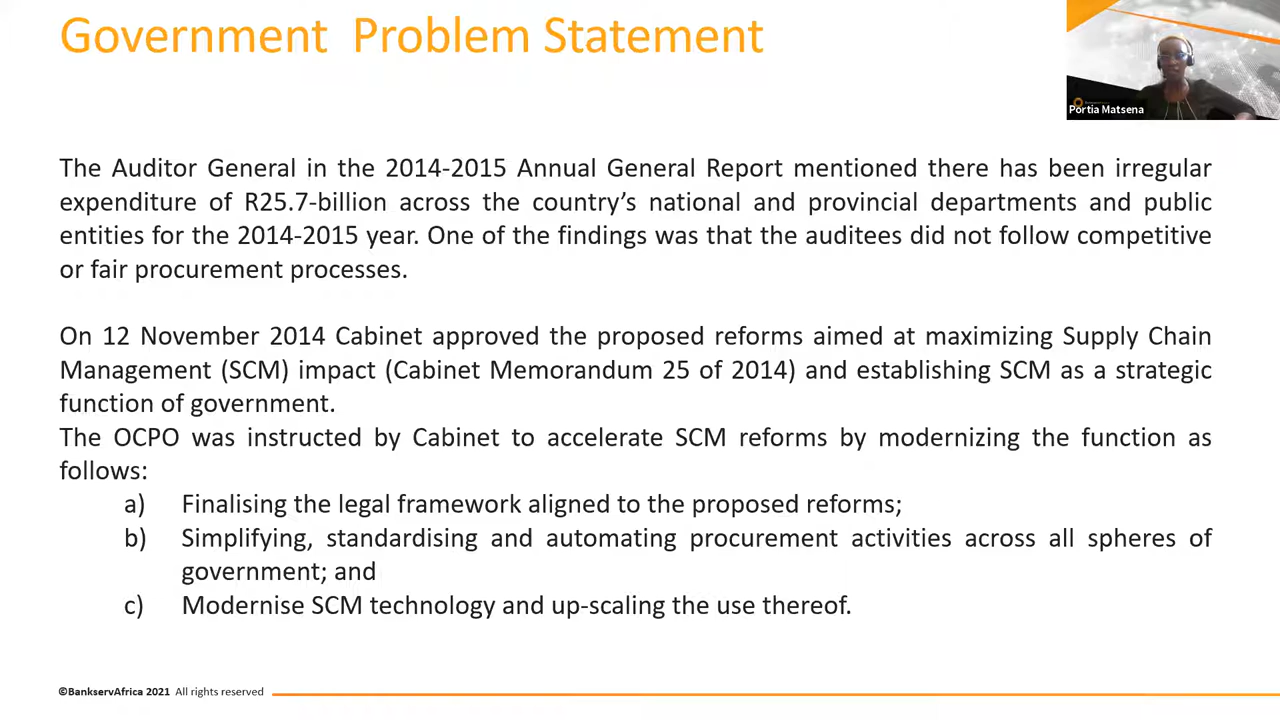 Government Problem Statement
Portia Matsena
The Auditor General in the 2014-2015 Annual General Report mentioned there has been irregular
expenditure of R25.7-billion across the country's national and provincial departments and public
entities for the 2014-2015 year. One of the findings was that the auditees did not follow competitive
or fair procurement processes.
On 12 November 2014 Cabinet approved the proposed reforms aimed at maximizing Supply Chain
Management (SCM) impact (Cabinet Memorandum 25 of 2014) and establishing SCM as a strategic
function of government.
The OCPO was instructed by Cabinet to accelerate SCM reforms by modernizing the function as
follows:
a) Finalising the legal framework aligned to the proposed reforms;
b) Simplifying, standardising and automating procurement activities across all spheres of
government; and
c) Modernise SCM technology and up-scaling the use thereof.
©BankservAfrica 2021 All rights reserved